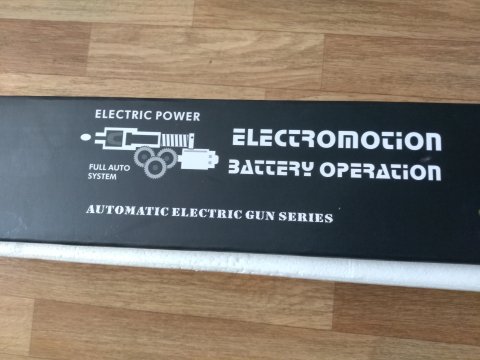 ELECTRIC POWER
FULL AUTO
SYSTEM
ELECTROMOTION
BATTERY OPERATION
AUTOMATIC ELECTRIC GUN SERIES